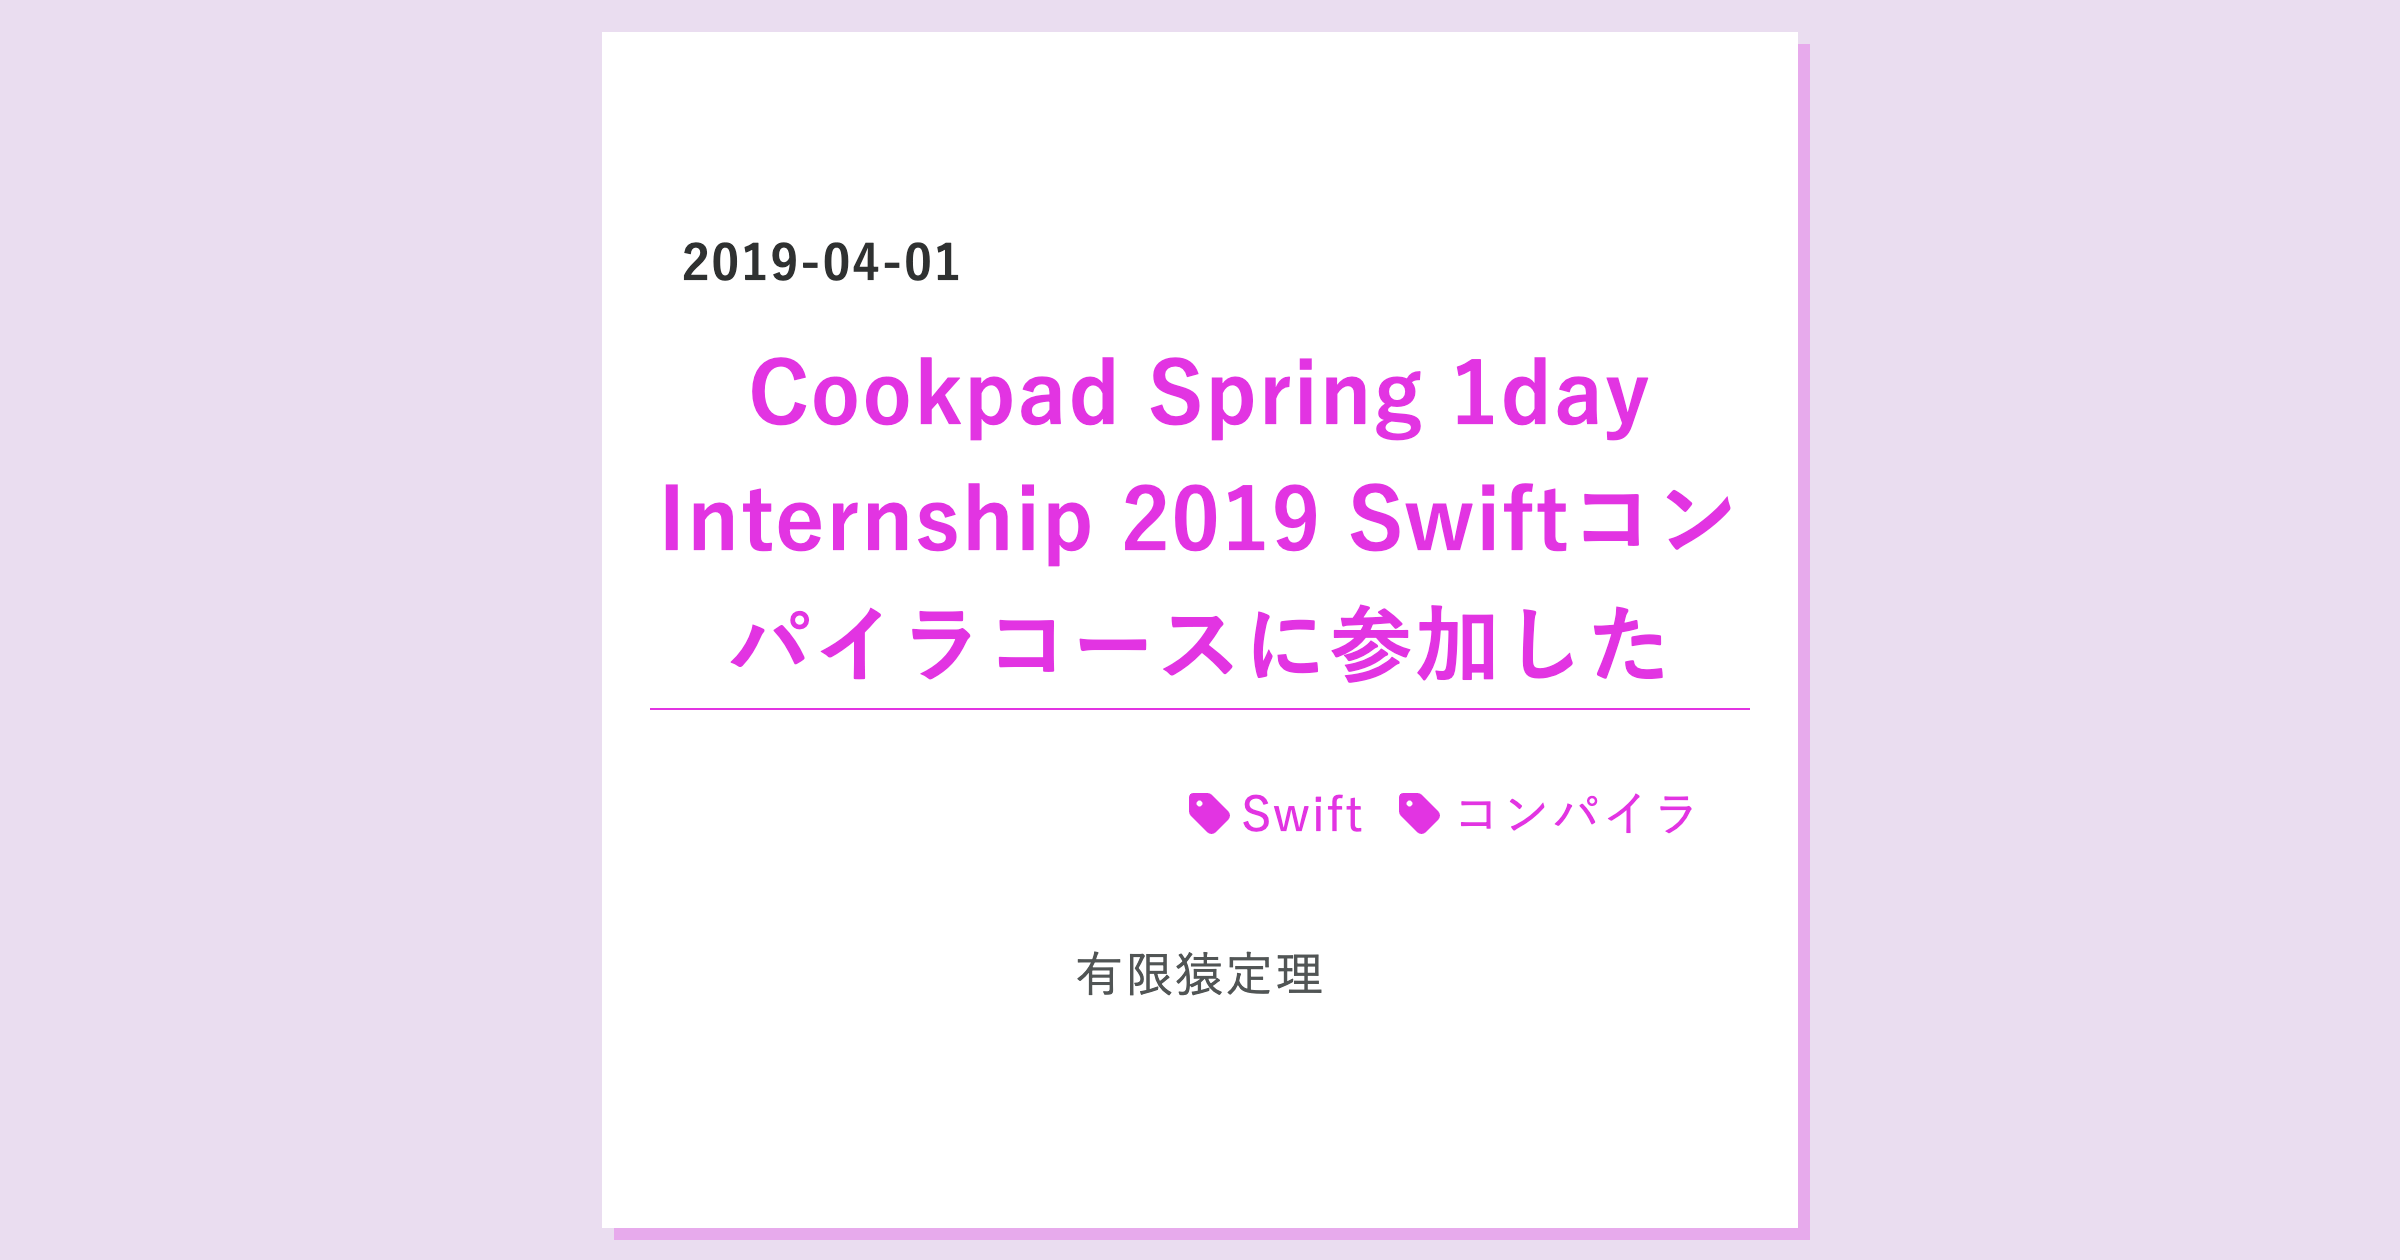 2019-04-01
Cookpad Spring 1day
Internship 2019 Swiftコン
パイラコースに参加した
Swift コンパイラ
有限猿定理